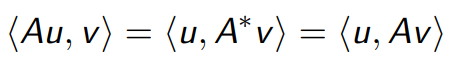 ⟨Au, v⟩ = ⟨u, A*v⟩ = ⟨u, Av⟩